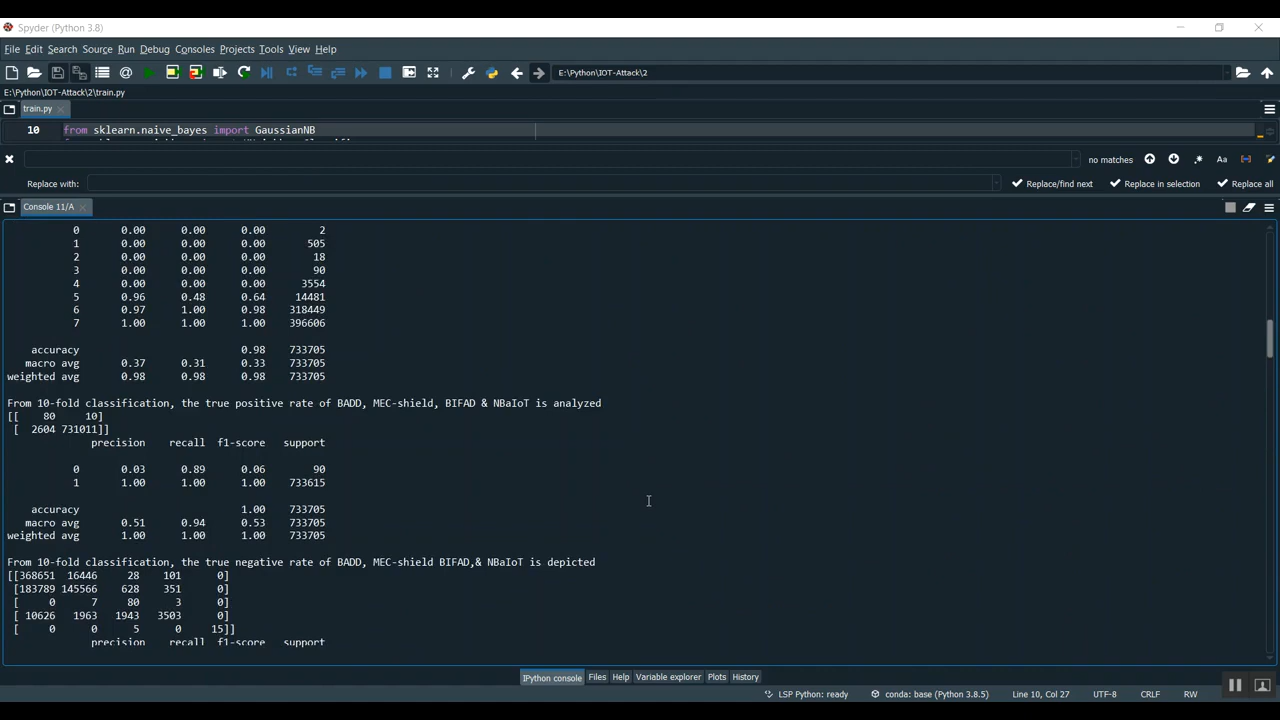 Spyder (Python 3.8)
File Edit Search Source Run Debug Consoles Projects Tools View Help
E:\Python\IOT-Attack\2
E:\Python\IOT-Attack\2\train.py
train.py
10 from sklearn.naive_bayes import GaussianNB
no matches Aa
Replace with: Replace/find next Replace in selection Replace all
Console 11/A
0 0.00 0.00 0.00 2
1 0.00 0.00 0.00 505
2 0.00 0.00 0.00 18
3 0.00 0.00 0.00 90
4 0.00 0.00 0.00 3554
5 0.96 0.48 0.64 14481
6 0.97 1.00 0.98 318449
7 1.00 1.00 1.00 396606
accuracy 0.98 733705
macro avg 0.37 0.31 0.33 733705
weighted avg 0.98 0.98 0.98 733705
From 10-fold classification, the true positive rate of BADD, MEC-shield, BIFAD & NBaIoT is analyzed
[[ 80 10]
[ 2604 731011]]
precision recall f1-score support
0 0.03 0.89 0.06 90
1 1.00 1.00 1.00 733615
accuracy 1.00 733705
macro avg 0.51 0.94 0.53 733705
weighted avg 1.00 1.00 1.00 733705
From 10-fold classification, the true negative rate of BADD, MEC-shield BIFAD,& NBaIoT is depicted
[[368651 16446 28 101 0]
[183789 145566 628 351 0]
[ 0 7 80 3 0]
[ 10626 1963 1943 3503 0]
[ 0 0 5 0 15]]
precision recall f1-score support
IPython console Files Help Variable explorer Plots History
LSP Python: ready conda: base (Python 3.8.5) Line 10, Col 27 UTF-8 CRLF RW